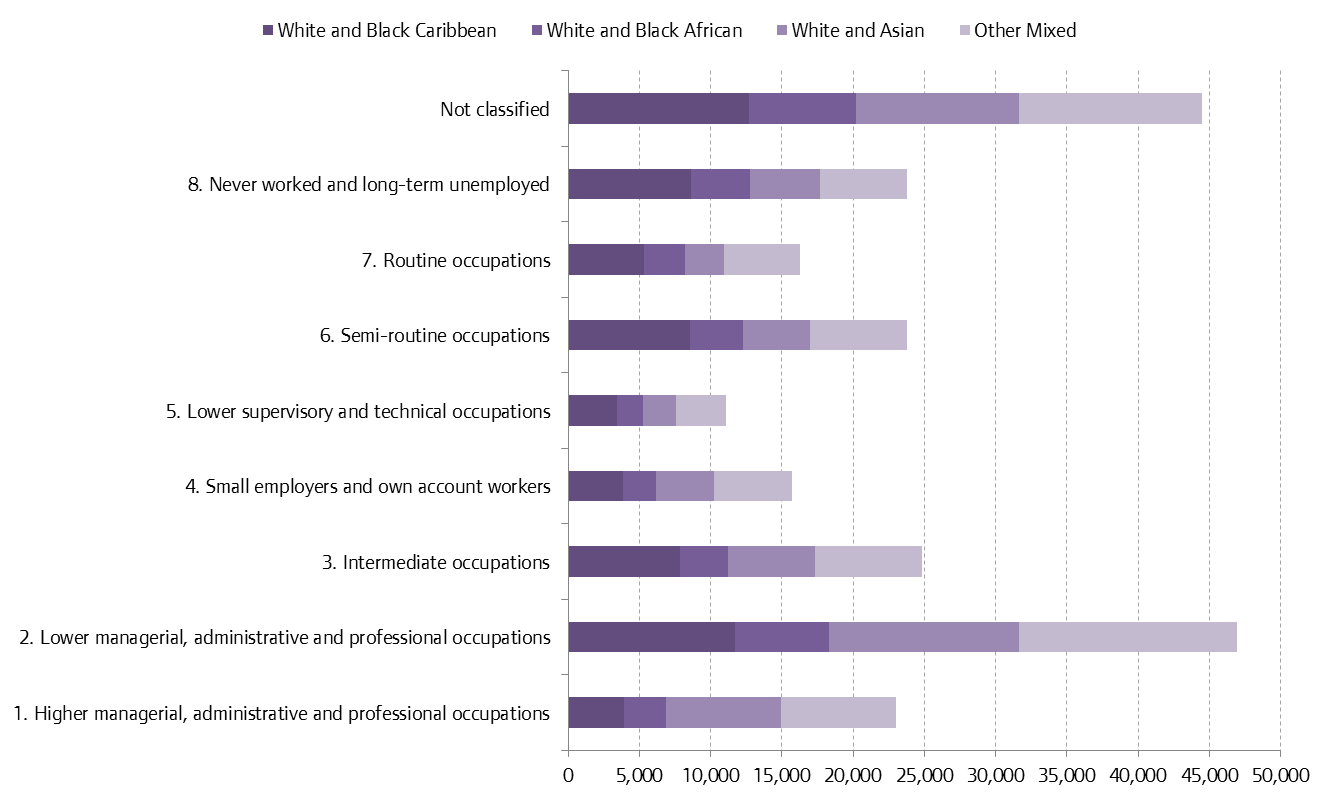 White and Black Caribbean White and Black African White and Asian Other Mixed
Not classified
8. Never worked and long-term unemployed
7. Routine occupations
6. Semi-routine occupations
5. Lower supervisory and technical occupations
4. Small employers and own account workers
3. Intermediate occupations
2. Lower managerial, administrative and professional occupations
1. Higher managerial, administrative and professional occupations
0 5,000 10,000 15,000 20,000 25,000 30,000 35,000 40,000 45,000 50,000